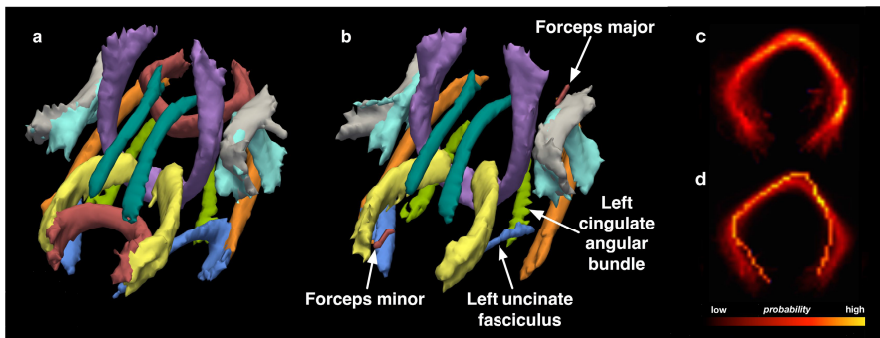 a
b
Forceps major
c
d
Left
cingulate
angular
bundle
Forceps minor
Left uncinate
fasciculus
low probability high